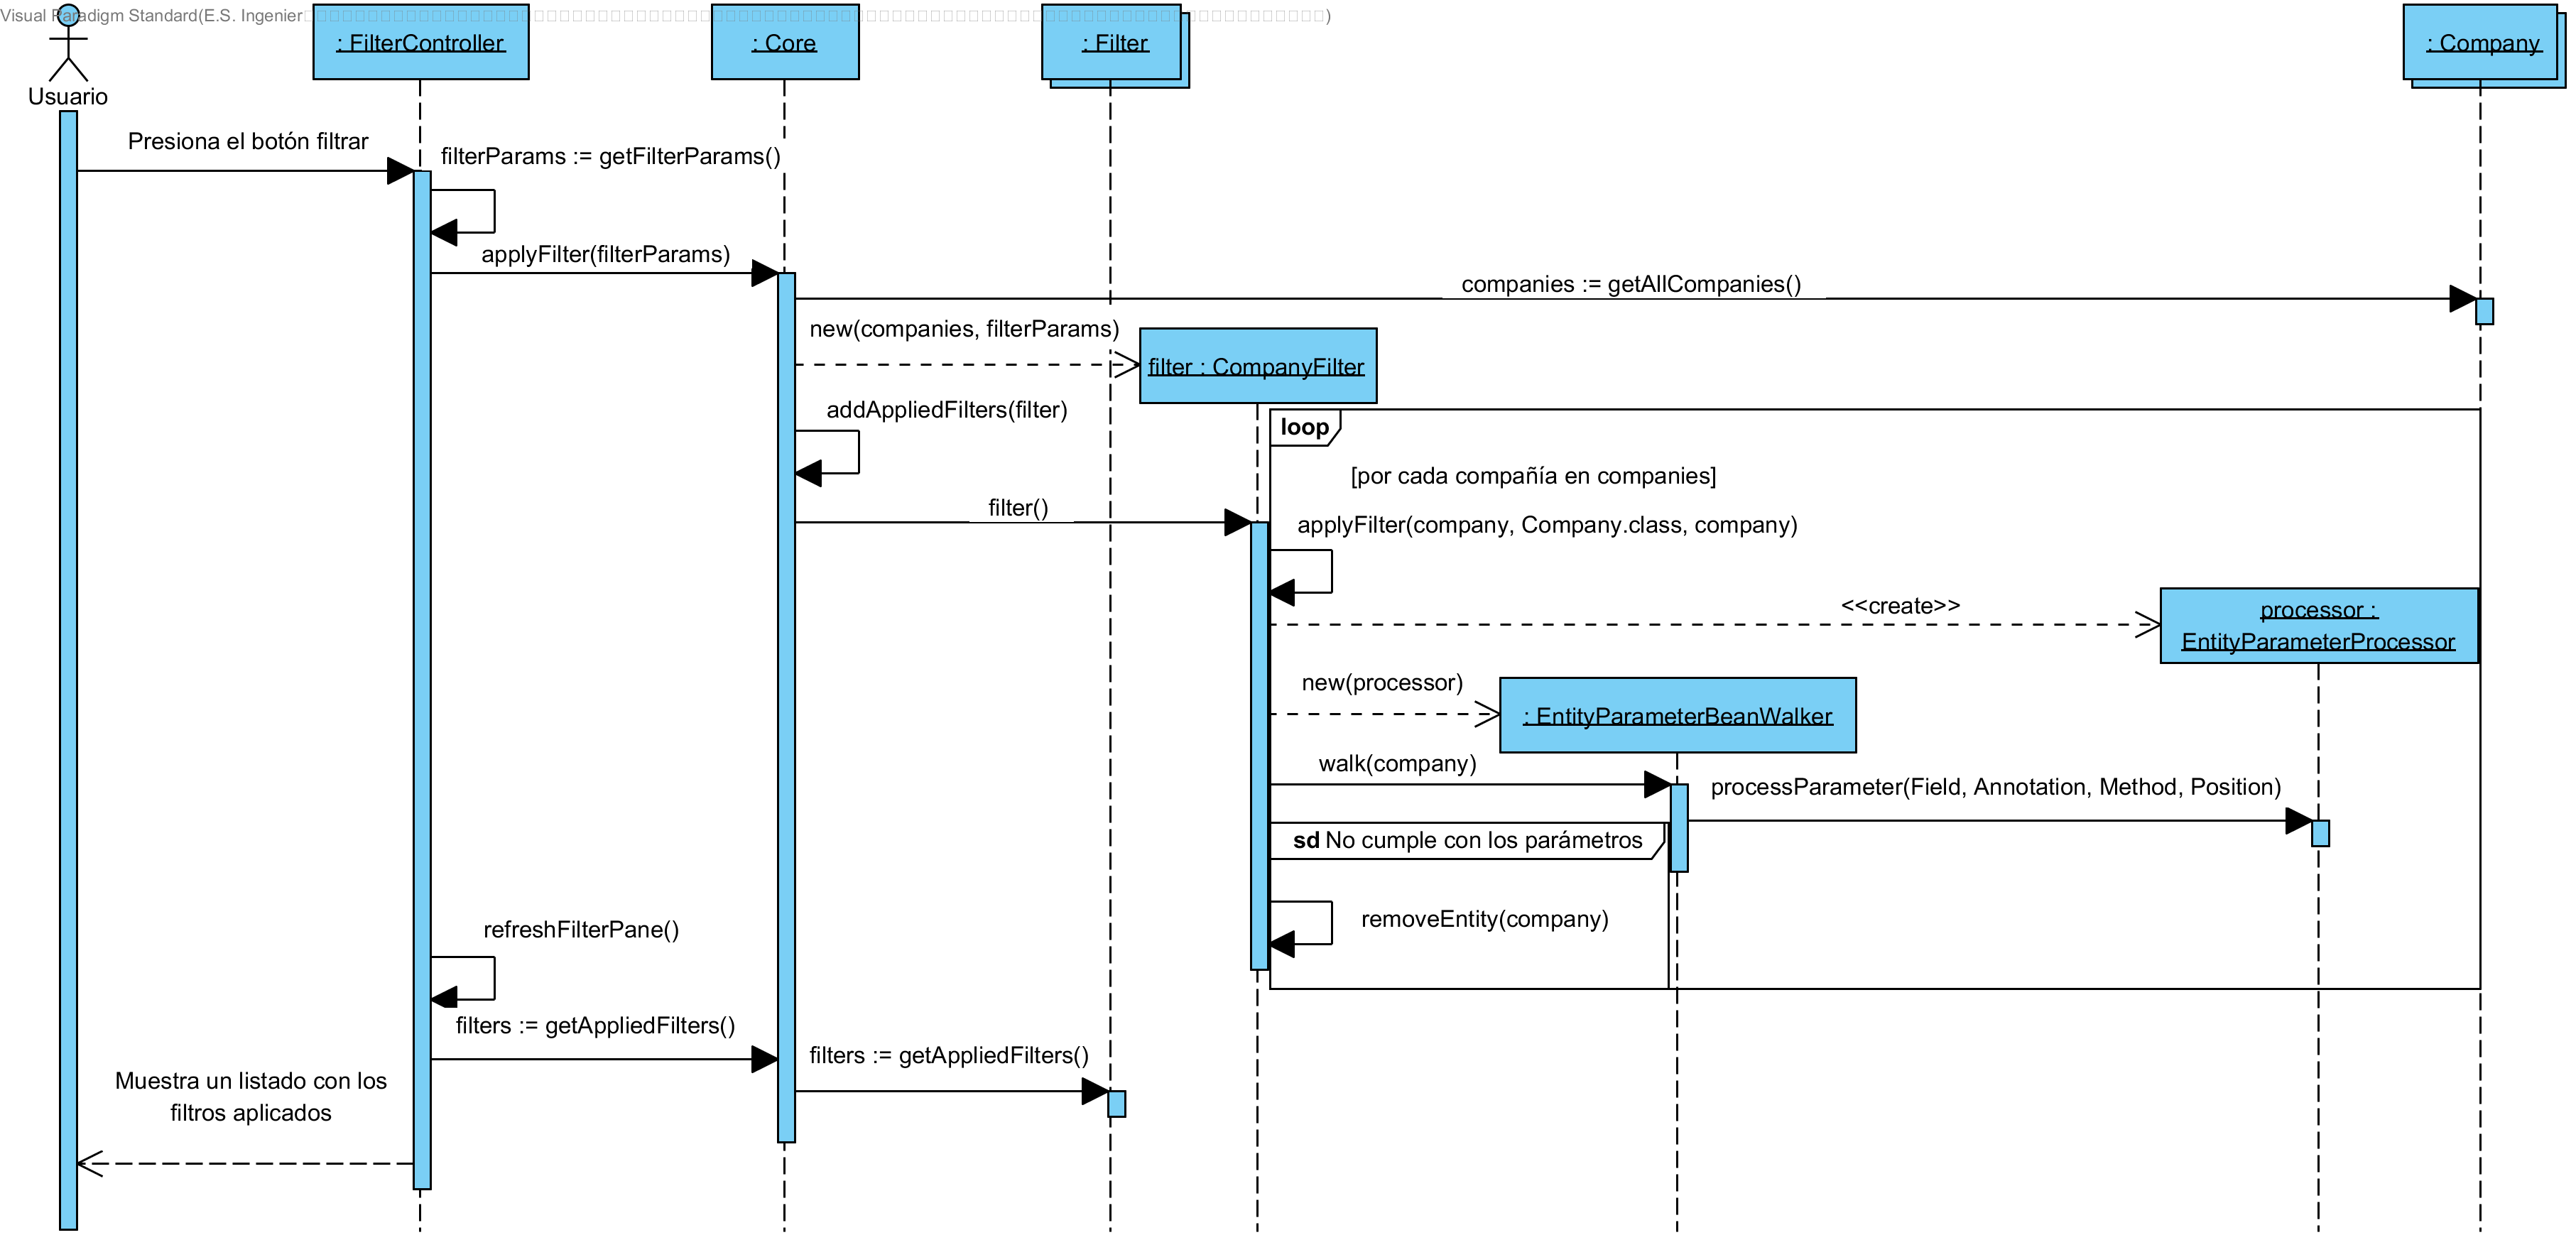 Visual Paradigm Standard(E.S. Ingenier
)
: FilterController
: Core
: Filter
: Company
Usuario
Presiona el botón filtrar
filterParams := getFilterParams()
applyFilter(filterParams)
companies := getAllCompanies()
new(companies, filterParams)
filter : CompanyFilter
addAppliedFilters(filter)
loop
[por cada compañía en companies]
filter()
applyFilter(company, Company.class, company)
<<create>>
processor :
EntityParameterProcessor
new(processor)
: EntityParameterBeanWalker
walk(company)
processParameter(Field, Annotation, Method, Position)
sd No cumple con los parámetros
removeEntity(company)
refreshFilterPane()
filters := getAppliedFilters()
filters := getAppliedFilters()
Muestra un listado con los
filtros aplicados